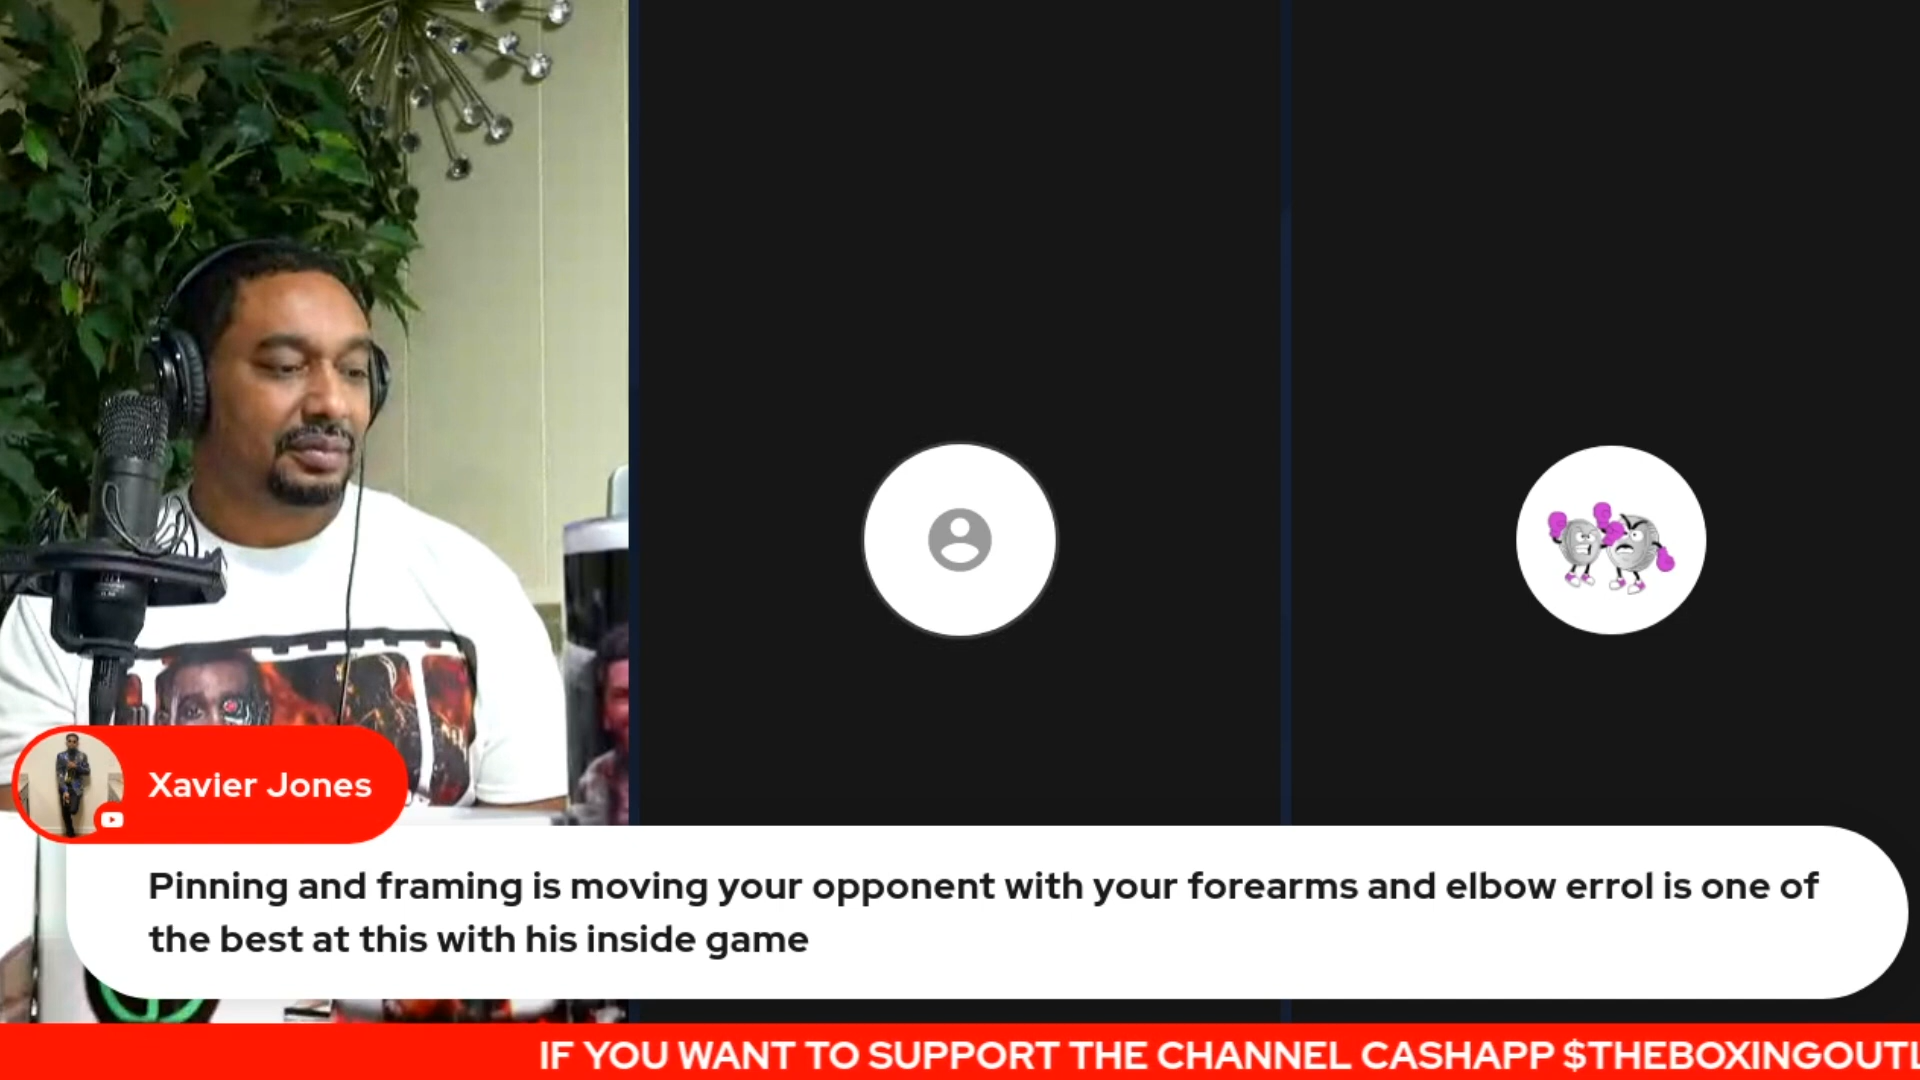 Xavier Jones
Pinning and framing is moving your opponent with your forearms and elbow errol is one of
the best at this with his inside game
IF YOU WANT TO SUPPORT THE CHANNEL CASHAPP $THEBOXINGOUTL